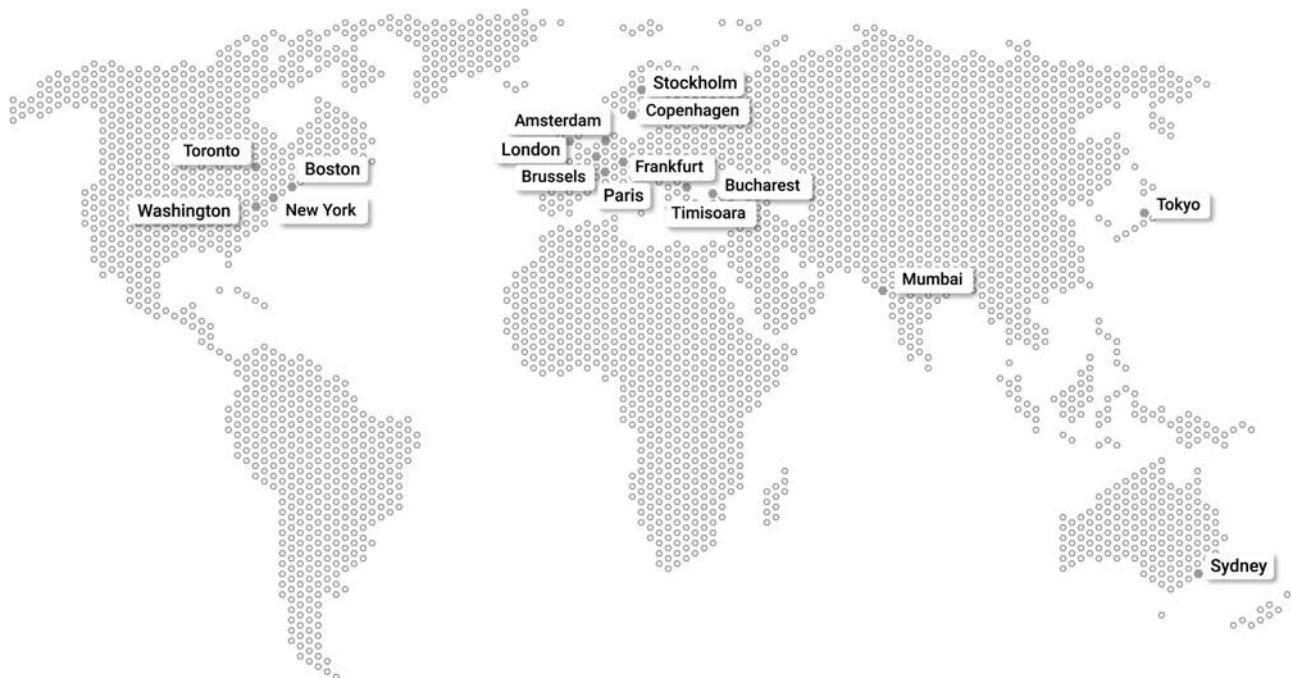 Stockholm
Copenhagen
Amsterdam
London
Toronto
Boston
Frankfurt
Brussels
Bucharest
Paris
Washington
New York
Timisoara
Tokyo
Mumbai
Sydney